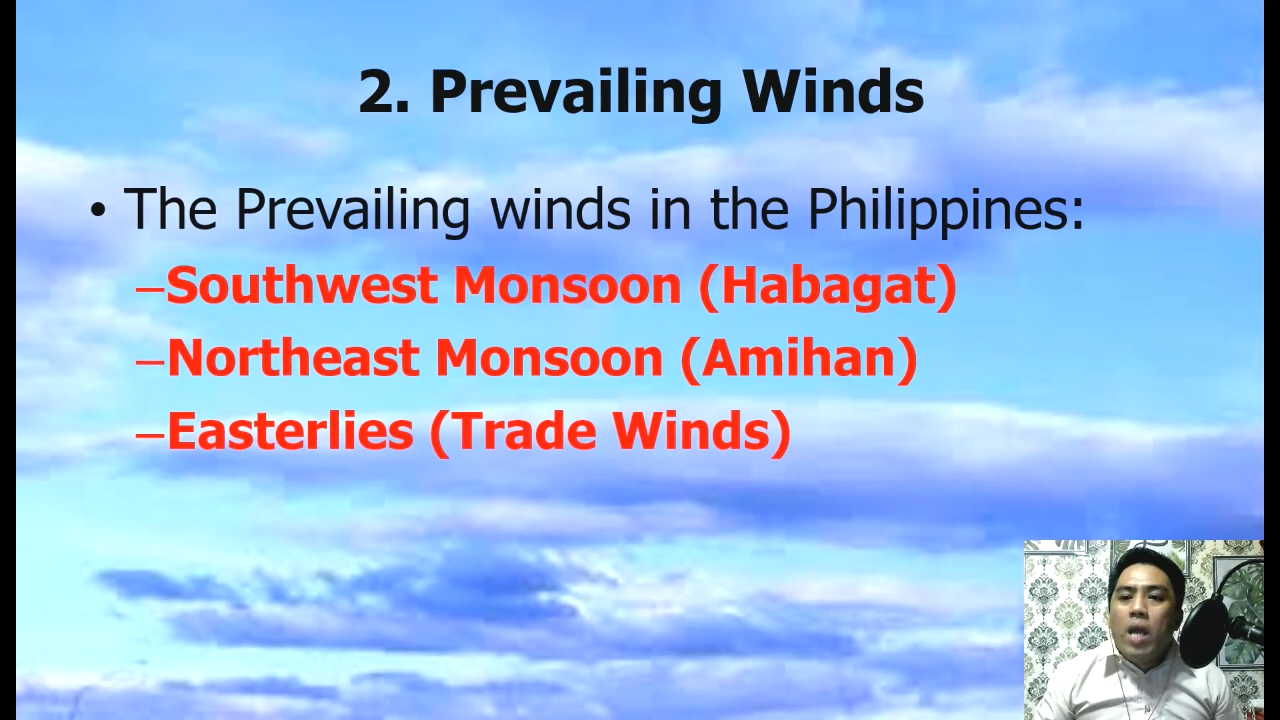 2. Prevailing Winds
• The Prevailing winds in the Philippines:
–Southwest Monsoon (Habagat)
–Northeast Monsoon (Amihan)
–Easterlies (Trade Winds)